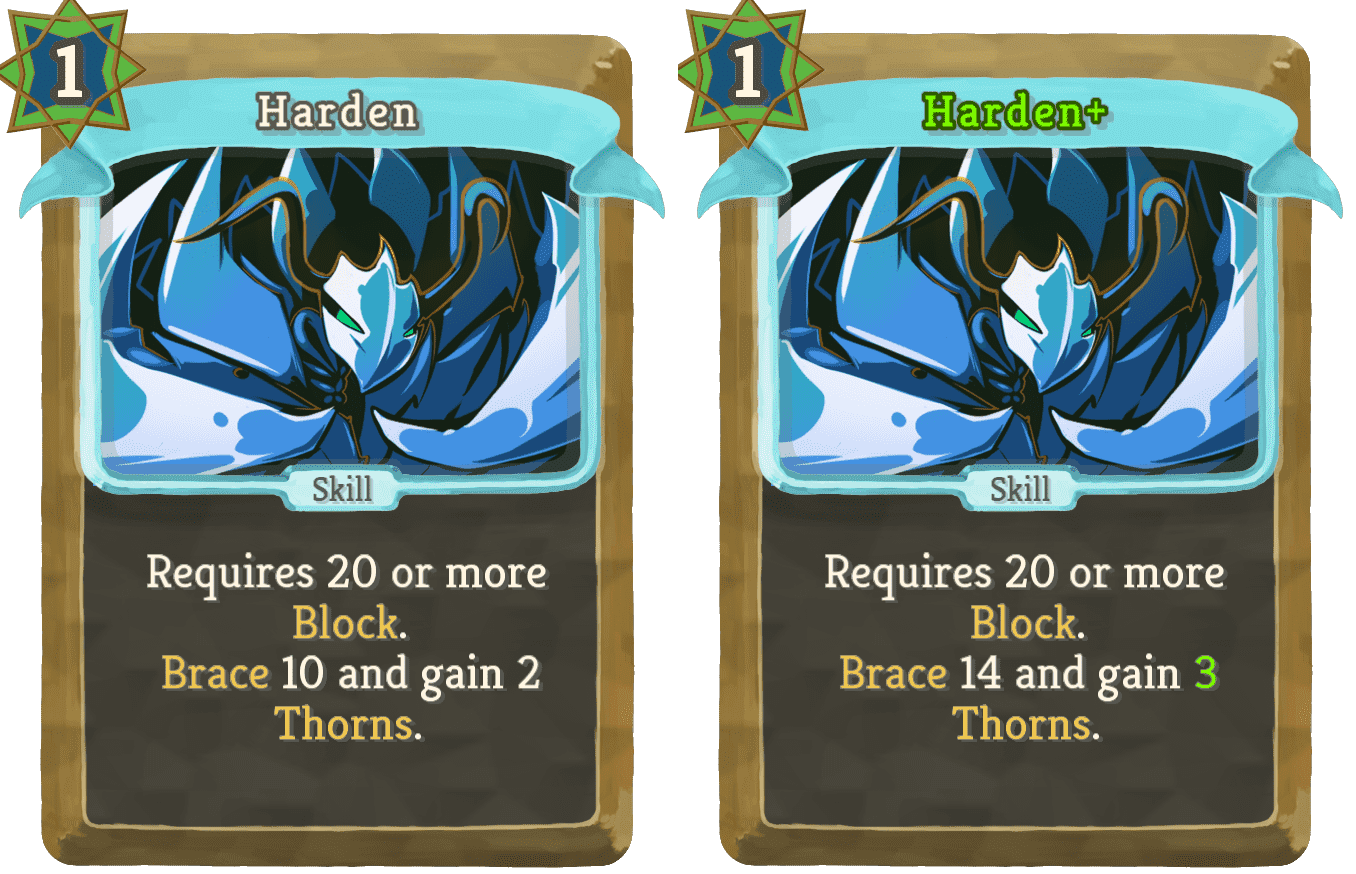 1
Harden
Skill
Requires 20 or more
Block.
Brace 10 and gain 2
Thorns.
1
Harden+
Skill
Requires 20 or more
Block.
Brace 14 and gain 3
Thorns.